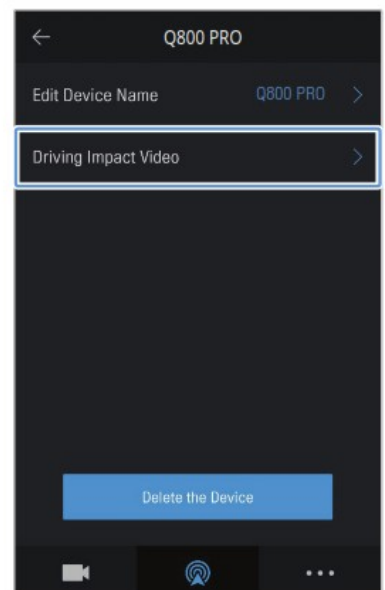 Q800 PRO
Edit Device Name Q800 PRO
Driving Impact Video
Delete the Device